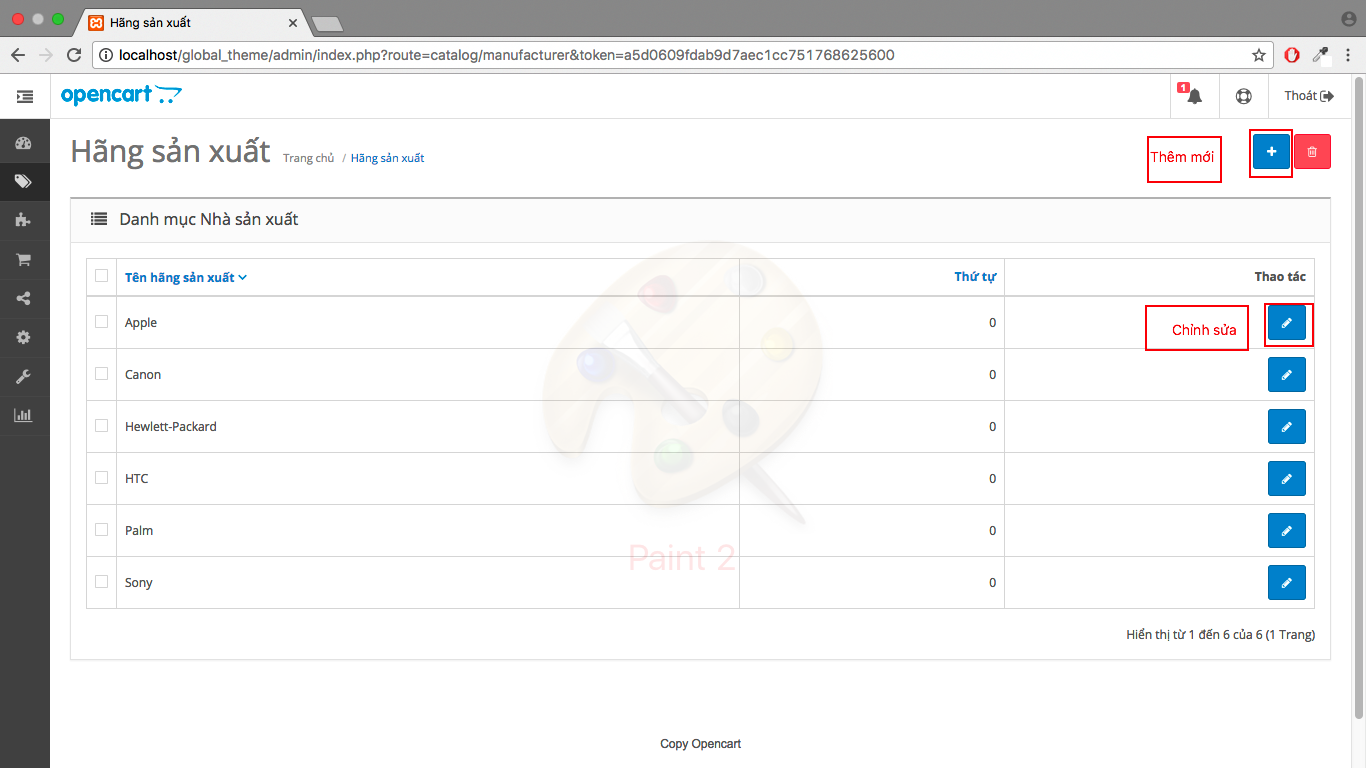 Hãng sản xuất
localhost/global_theme/admin/index.php?route=catalog/manufacturer&token=a5d0609fdab9d7aec1cc751768625600
opencart
1
Thoát
Hãng sản xuất
Trang chủ / Hãng sản xuất
Thêm mới
Danh mục Nhà sản xuất
Tên hãng sản xuất Thứ tự Thao tác
Apple 0 Chỉnh sửa
Canon 0
Hewlett-Packard 0
HTC 0
Palm 0
Paint 2
Sony 0
Hiển thị từ 1 đến 6 của 6 (1 Trang)
Copy Opencart